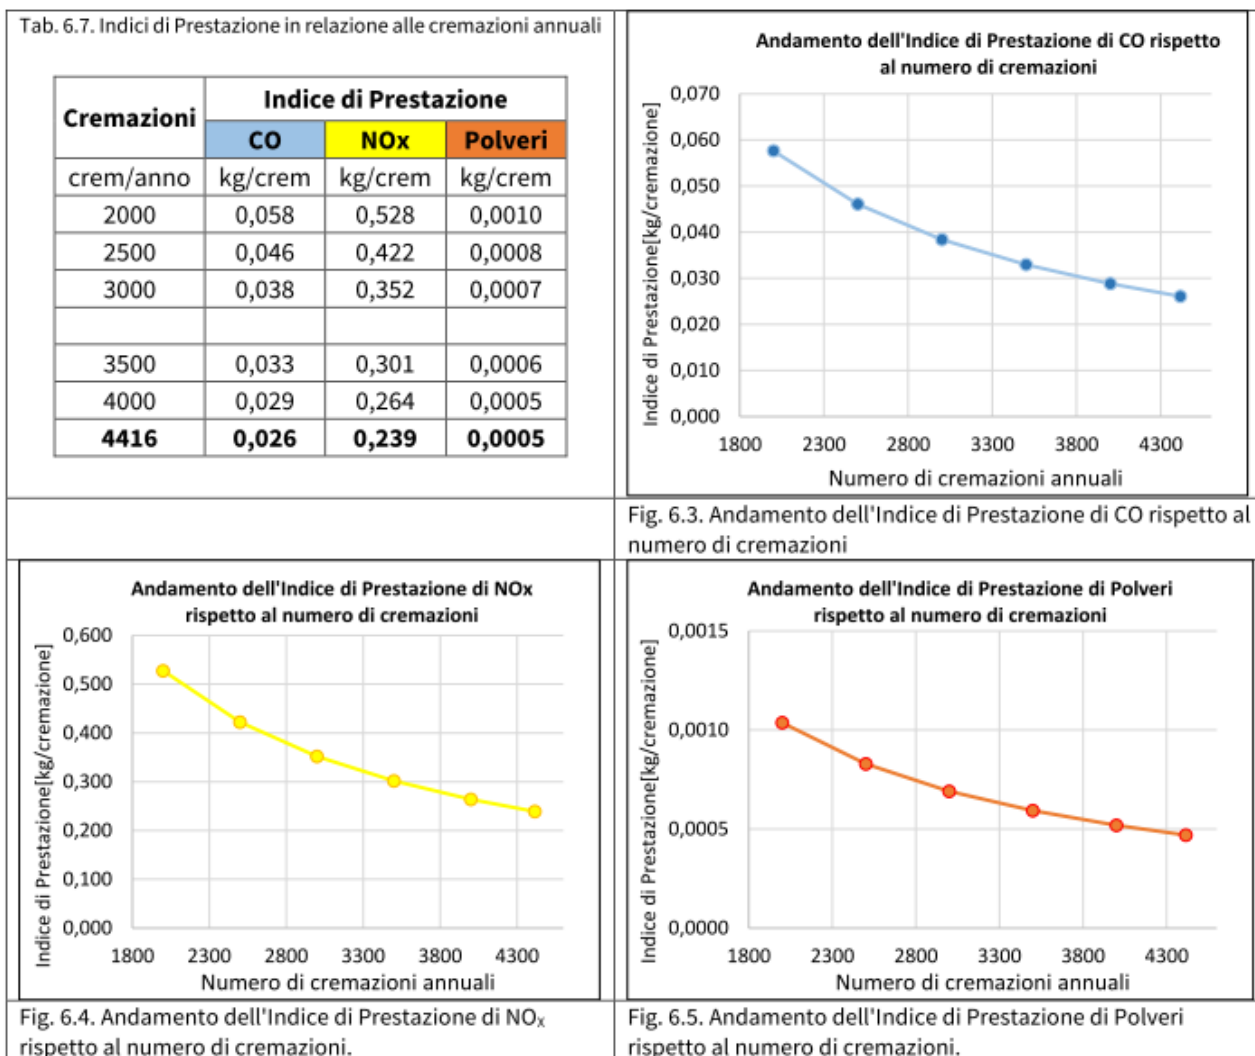 Tab. 6.7. Indici di Prestazione in relazione alle cremazioni annuali
Cremazioni Indice di Prestazione
CO NOx Polveri
crem/anno kg/crem kg/crem kg/crem
2000 0,058 0,528 0,0010
2500 0,046 0,422 0,0008
3000 0,038 0,352 0,0007
3500 0,033 0,301 0,0006
4000 0,029 0,264 0,0005
4416 0,026 0,239 0,0005
Andamento dell'Indice di Prestazione di CO rispetto
al numero di cremazioni
Indice di Prestazione[kg/cremazione]
0,070
0,060
0,050
0,040
0,030
0,020
0,010
0,000
1800 2300 2800 3300 3800 4300
Numero di cremazioni annuali
Fig. 6.3. Andamento dell'Indice di Prestazione di CO rispetto al
numero di cremazioni
Andamento dell'Indice di Prestazione di NOx
rispetto al numero di cremazioni
Indice di Prestazione[kg/cremazione]
0,600
0,500
0,400
0,300
0,200
0,100
0,000
1800 2300 2800 3300 3800 4300
Numero di cremazioni annuali
Fig. 6.4. Andamento dell'Indice di Prestazione di NOₓ
rispetto al numero di cremazioni.
Andamento dell'Indice di Prestazione di Polveri
rispetto al numero di cremazioni
Indice di Prestazione[kg/cremazione]
0,0015
0,0010
0,0005
0,0000
1800 2300 2800 3300 3800 4300
Numero di cremazioni annuali
Fig. 6.5. Andamento dell'Indice di Prestazione di Polveri
rispetto al numero di cremazioni.